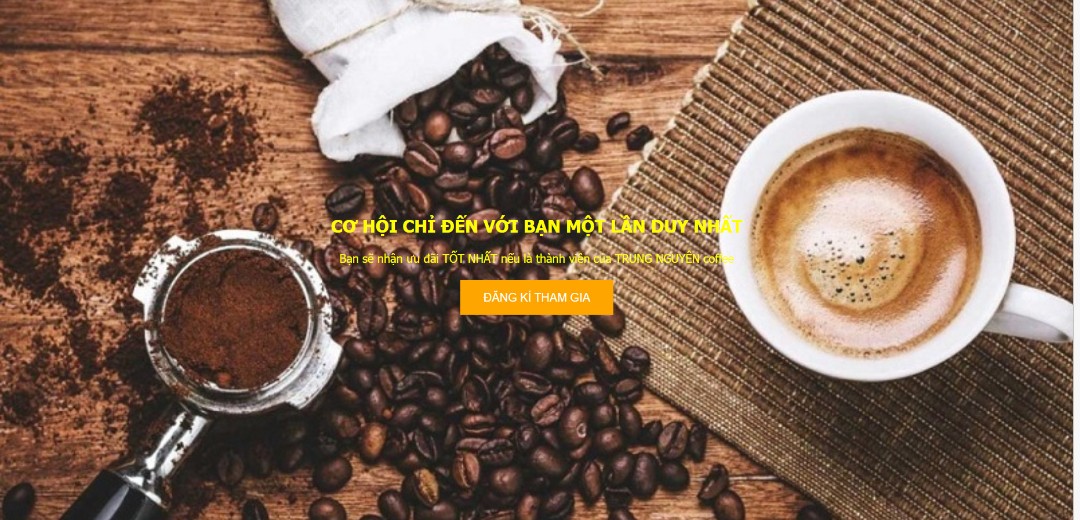 CƠ HỘI CHỈ ĐẾN VỚI BẠN MỘT LẦN DUY NHẤT
Bạn sẽ nhận ưu đãi TỐT NHẤT nếu là thành viên của TRUNG NGUYÊN coffee
ĐĂNG KÍ THAM GIA